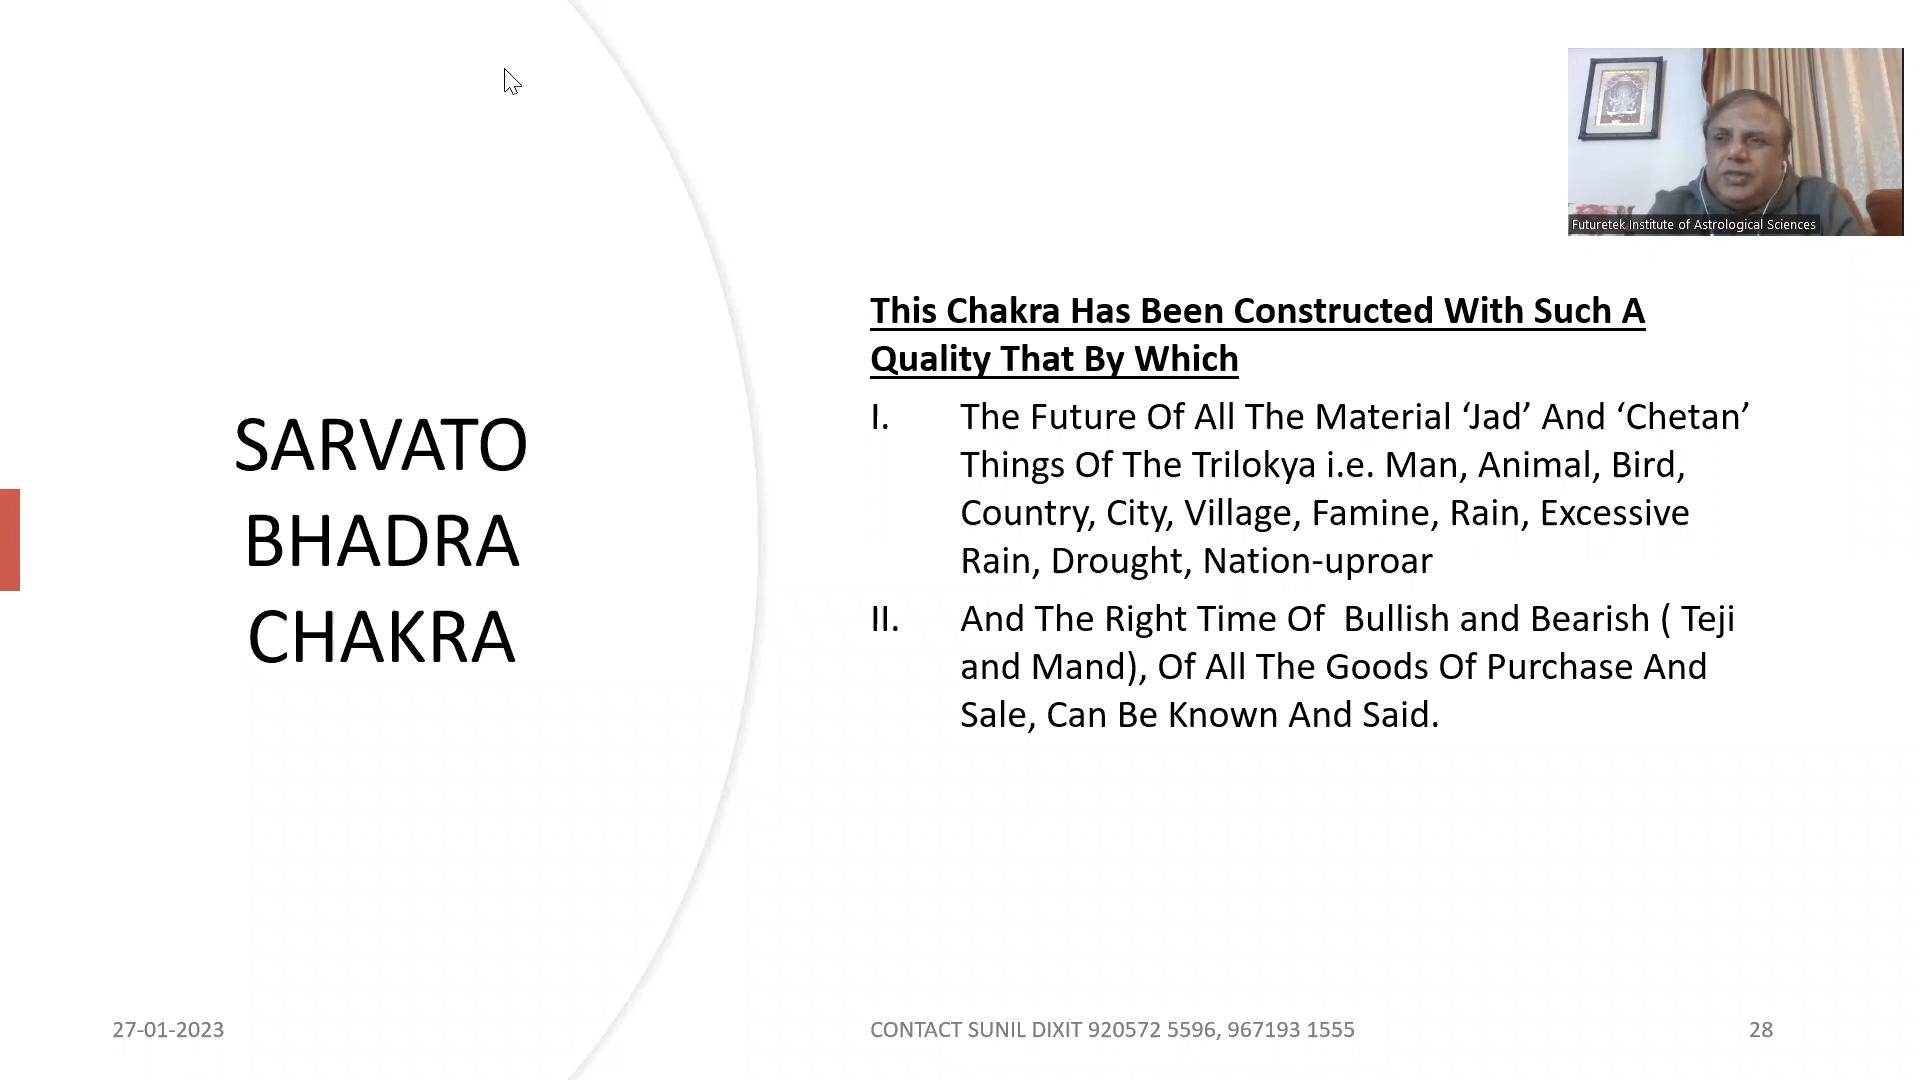 Futuretek Institute of Astrological Sciences
SARVATO
BHADRA
CHAKRA
This Chakra Has Been Constructed With Such A
Quality That By Which
I. The Future Of All The Material ‘Jad’ And ‘Chetan’
Things Of The Trilokya i.e. Man, Animal, Bird,
Country, City, Village, Famine, Rain, Excessive
Rain, Drought, Nation-uproar
II. And The Right Time Of  Bullish and Bearish ( Teji
and Mand), Of All The Goods Of Purchase And
Sale, Can Be Known And Said.
27-01-2023
CONTACT SUNIL DIXIT 920572 5596, 967193 1555
28